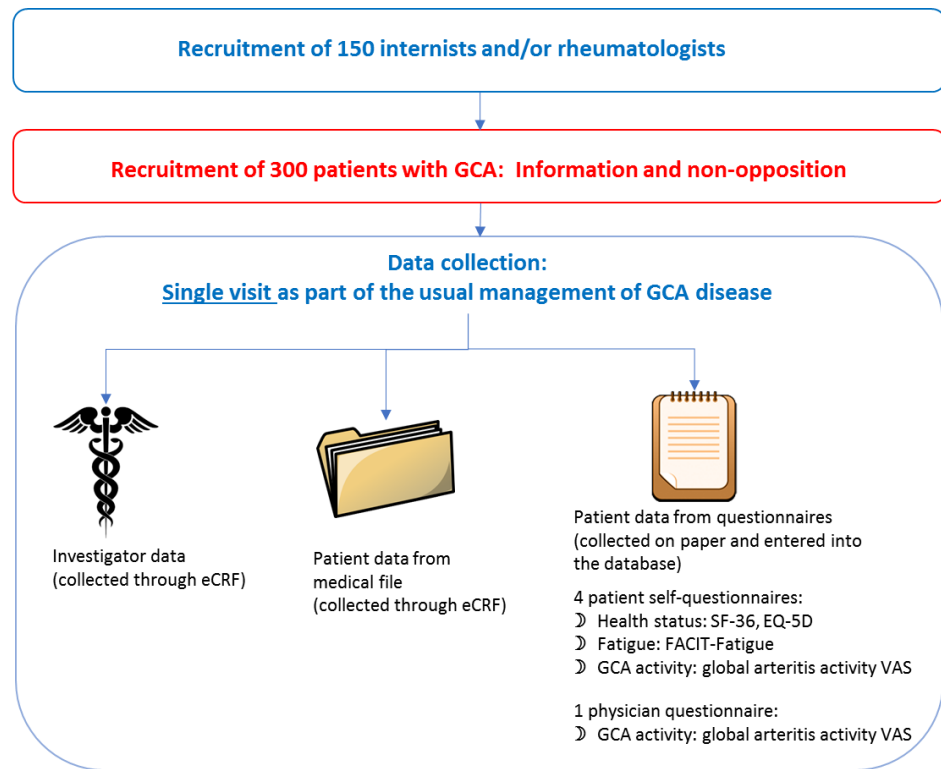 Recruitment of 150 internists and/or rheumatologists
Recruitment of 300 patients with GCA: Information and non-opposition
Data collection:
Single visit as part of the usual management of GCA disease
Investigator data
(collected through eCRF)
Patient data from
medical file
(collected through eCRF)
Patient data from questionnaires
(collected on paper and entered into
the database)
4 patient self-questionnaires:
☽ Health status: SF-36, EQ-5D
☽ Fatigue: FACIT-Fatigue
☽ GCA activity: global arteritis activity VAS
1 physician questionnaire:
☽ GCA activity: global arteritis activity VAS